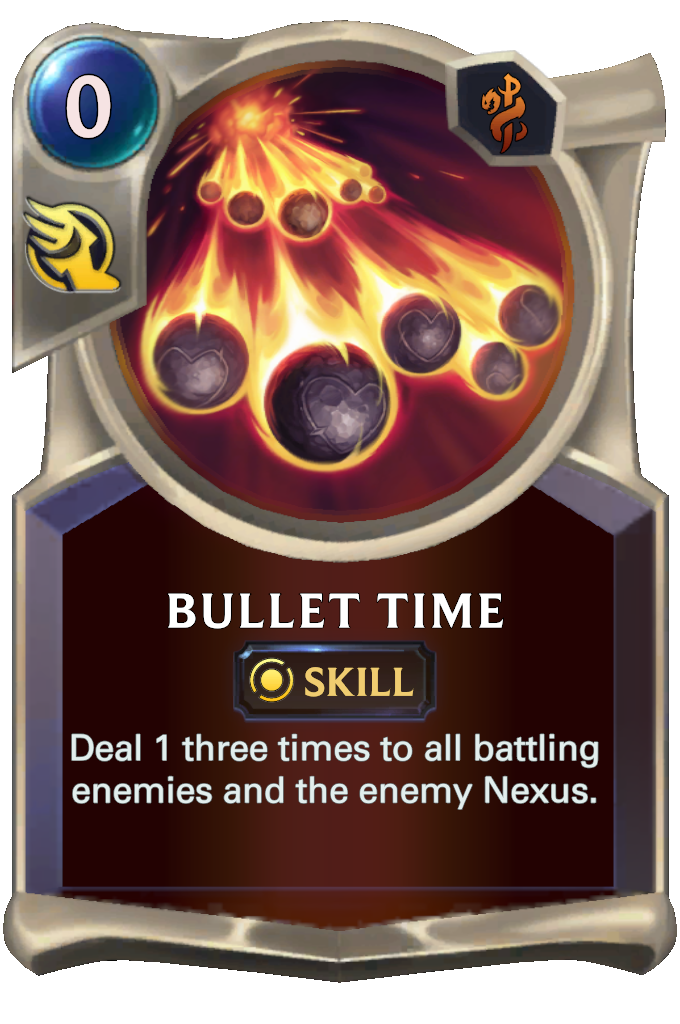 0
BULLET TIME
SKILL
Deal 1 three times to all battling
enemies and the enemy Nexus.